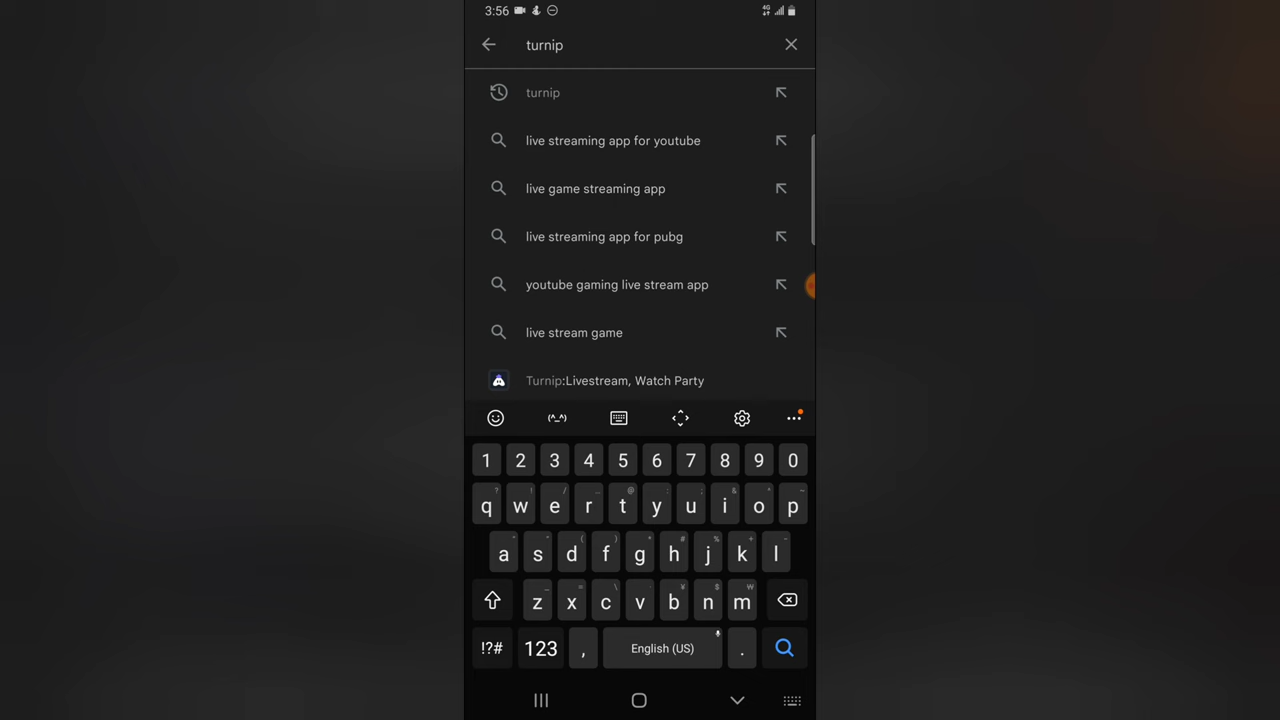 3:56
4G
turnip
turnip
live streaming app for youtube
live game streaming app
live streaming app for pubg
youtube gaming live stream app
live stream game
Turnip:Livestream, Watch Party
(^_^)
1 2 3 4 5 6 7 8 9 0
q w e r t y u i o p
a s d f g h j k l
z x c v b n m
!?# 123 , English (US) .